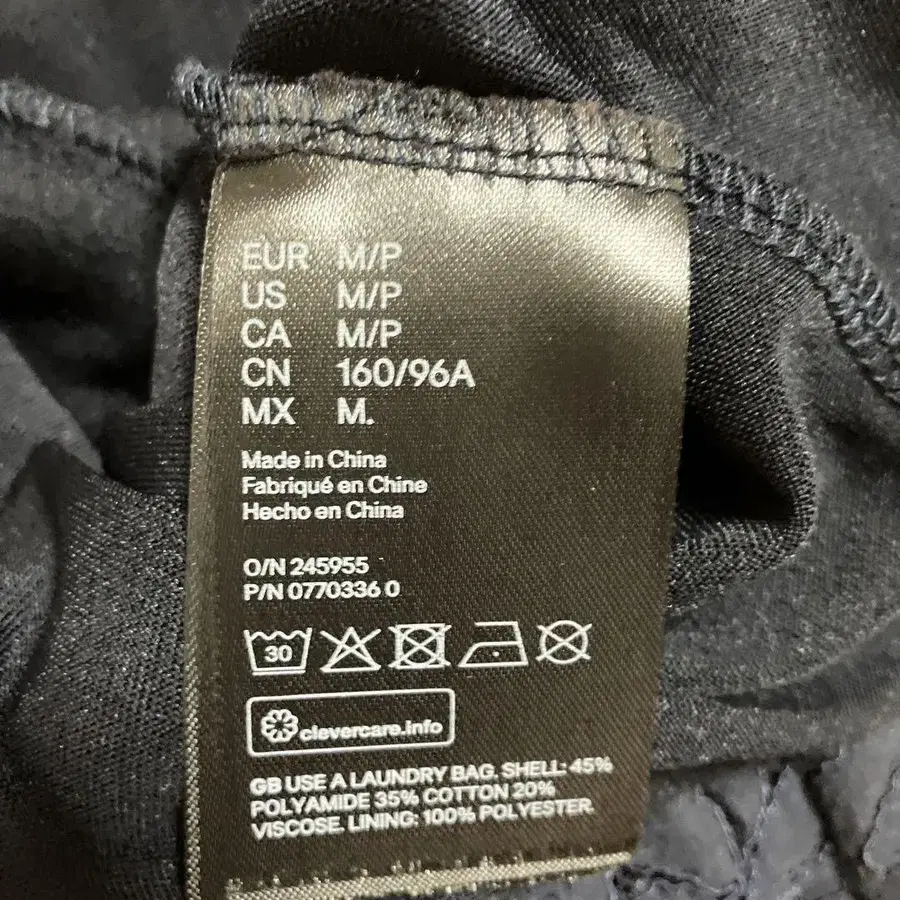 EUR M/P
US M/P
CA M/P
CN 160/96A
MX M.
Made in China
Fabriqué en Chine
Hecho en China
O/N 245955
P/N 0770336 0
30
clevercare.info
GB USE A LAUNDRY BAG. SHELL: 45%
POLYAMIDE 35% COTTON 20%
VISCOSE. LINING: 100% POLYESTER.